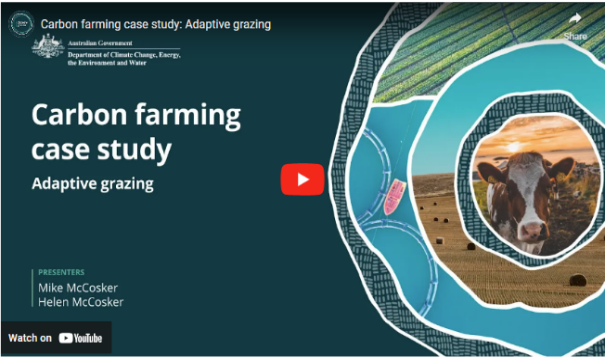 Carbon farming case study: Adaptive grazing
Share
Australian Government
Department of Climate Change, Energy,
the Environment and Water
Carbon farming
case study
Adaptive grazing
PRESENTERS
Mike McCosker
Helen McCosker
Watch on YouTube